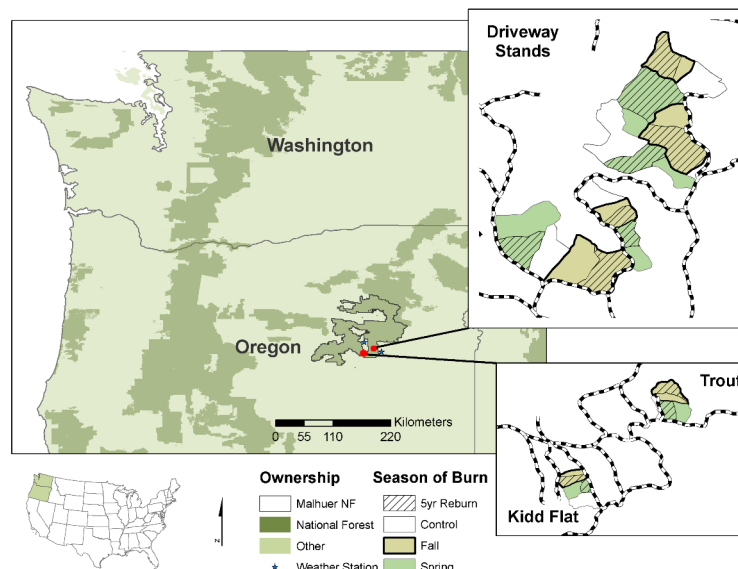 Driveway
Stands
Washington
Oregon
Kilometers
0 55 110 220
Trout
Kidd Flat
N
Ownership
Malhuer NF
National Forest
Other
Weather Station
Season of Burn
5yr Reburn
Control
Fall
Spring